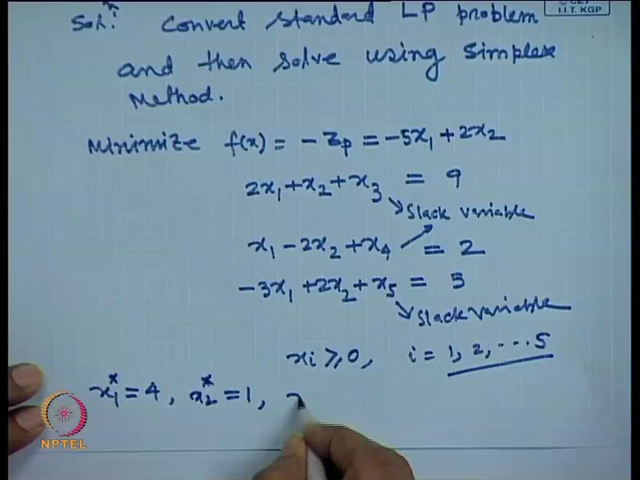 © CET
I.I.T. KGP
Sol: Convert standard LP problem
and then solve using simplex
Method.
Minimize f(x) = - Zp = -5x₁ + 2x₂
2x₁ + x₂ + x₃ = 9
Slack variable
x₁ - 2x₂ + x₄ = 2
-3x₁ + 2x₂ + x₅ = 3
Slack variable
xi ≥ 0, i = 1, 2, ... 5
x₁* = 4, x₂* = 1,
NPTEL